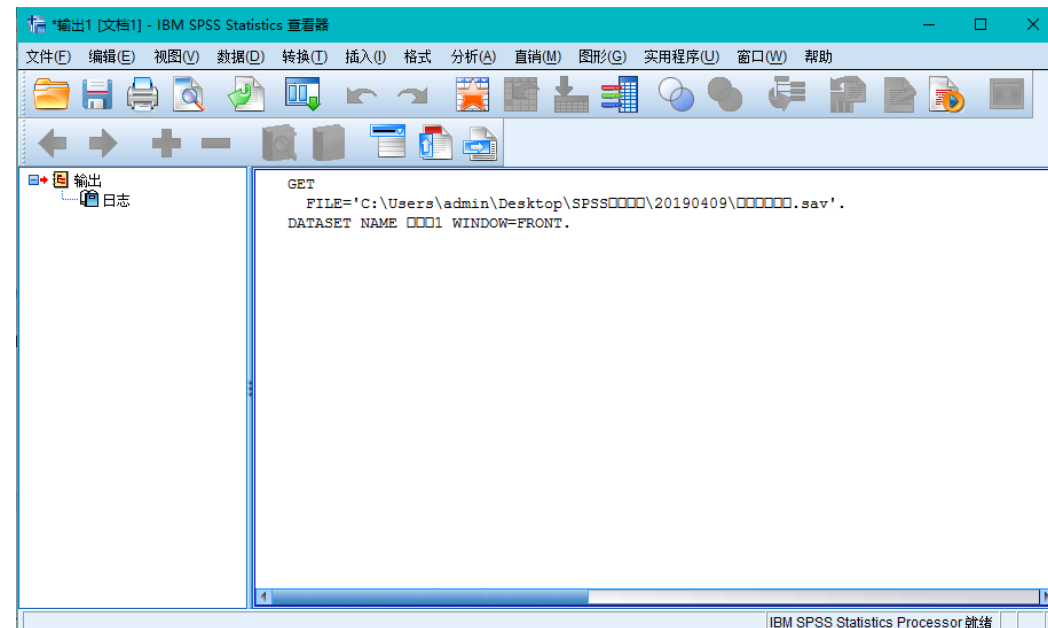 *输出1 [文档1] - IBM SPSS Statistics 查看器
文件(F) 编辑(E) 视图(V) 数据(D) 转换(T) 插入(I) 格式 分析(A) 直销(M) 图形(G) 实用程序(U) 窗口(W) 帮助
输出
日志
GET
FILE='C:\Users\admin\Desktop\SPSS□□□□\20190409\□□□□□□.sav'.
DATASET NAME □□□1 WINDOW=FRONT.
IBM SPSS Statistics Processor 就绪